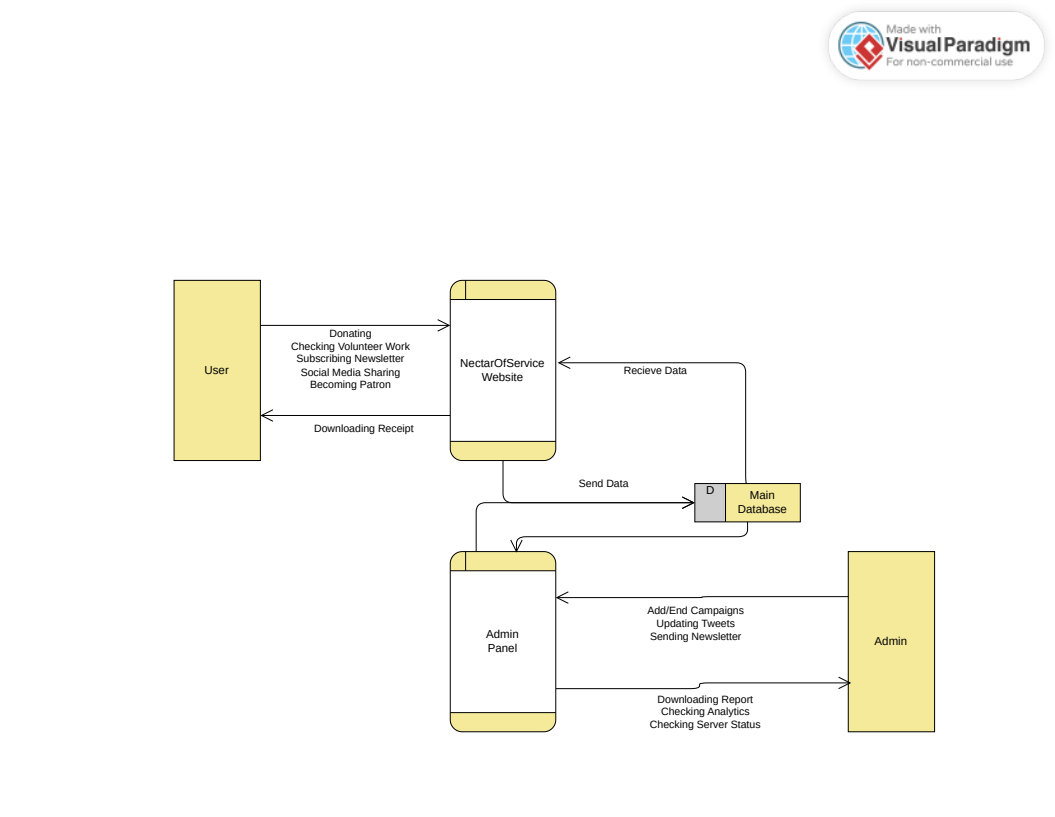 Made with
Visual Paradigm
For non-commercial use
User
Donating
Checking Volunteer Work
Subscribing Newsletter
Social Media Sharing
Becoming Patron
Downloading Receipt
NectarOfService
Website
Recieve Data
Send Data
D
Main
Database
Admin
Panel
Add/End Campaigns
Updating Tweets
Sending Newsletter
Downloading Report
Checking Analytics
Checking Server Status
Admin